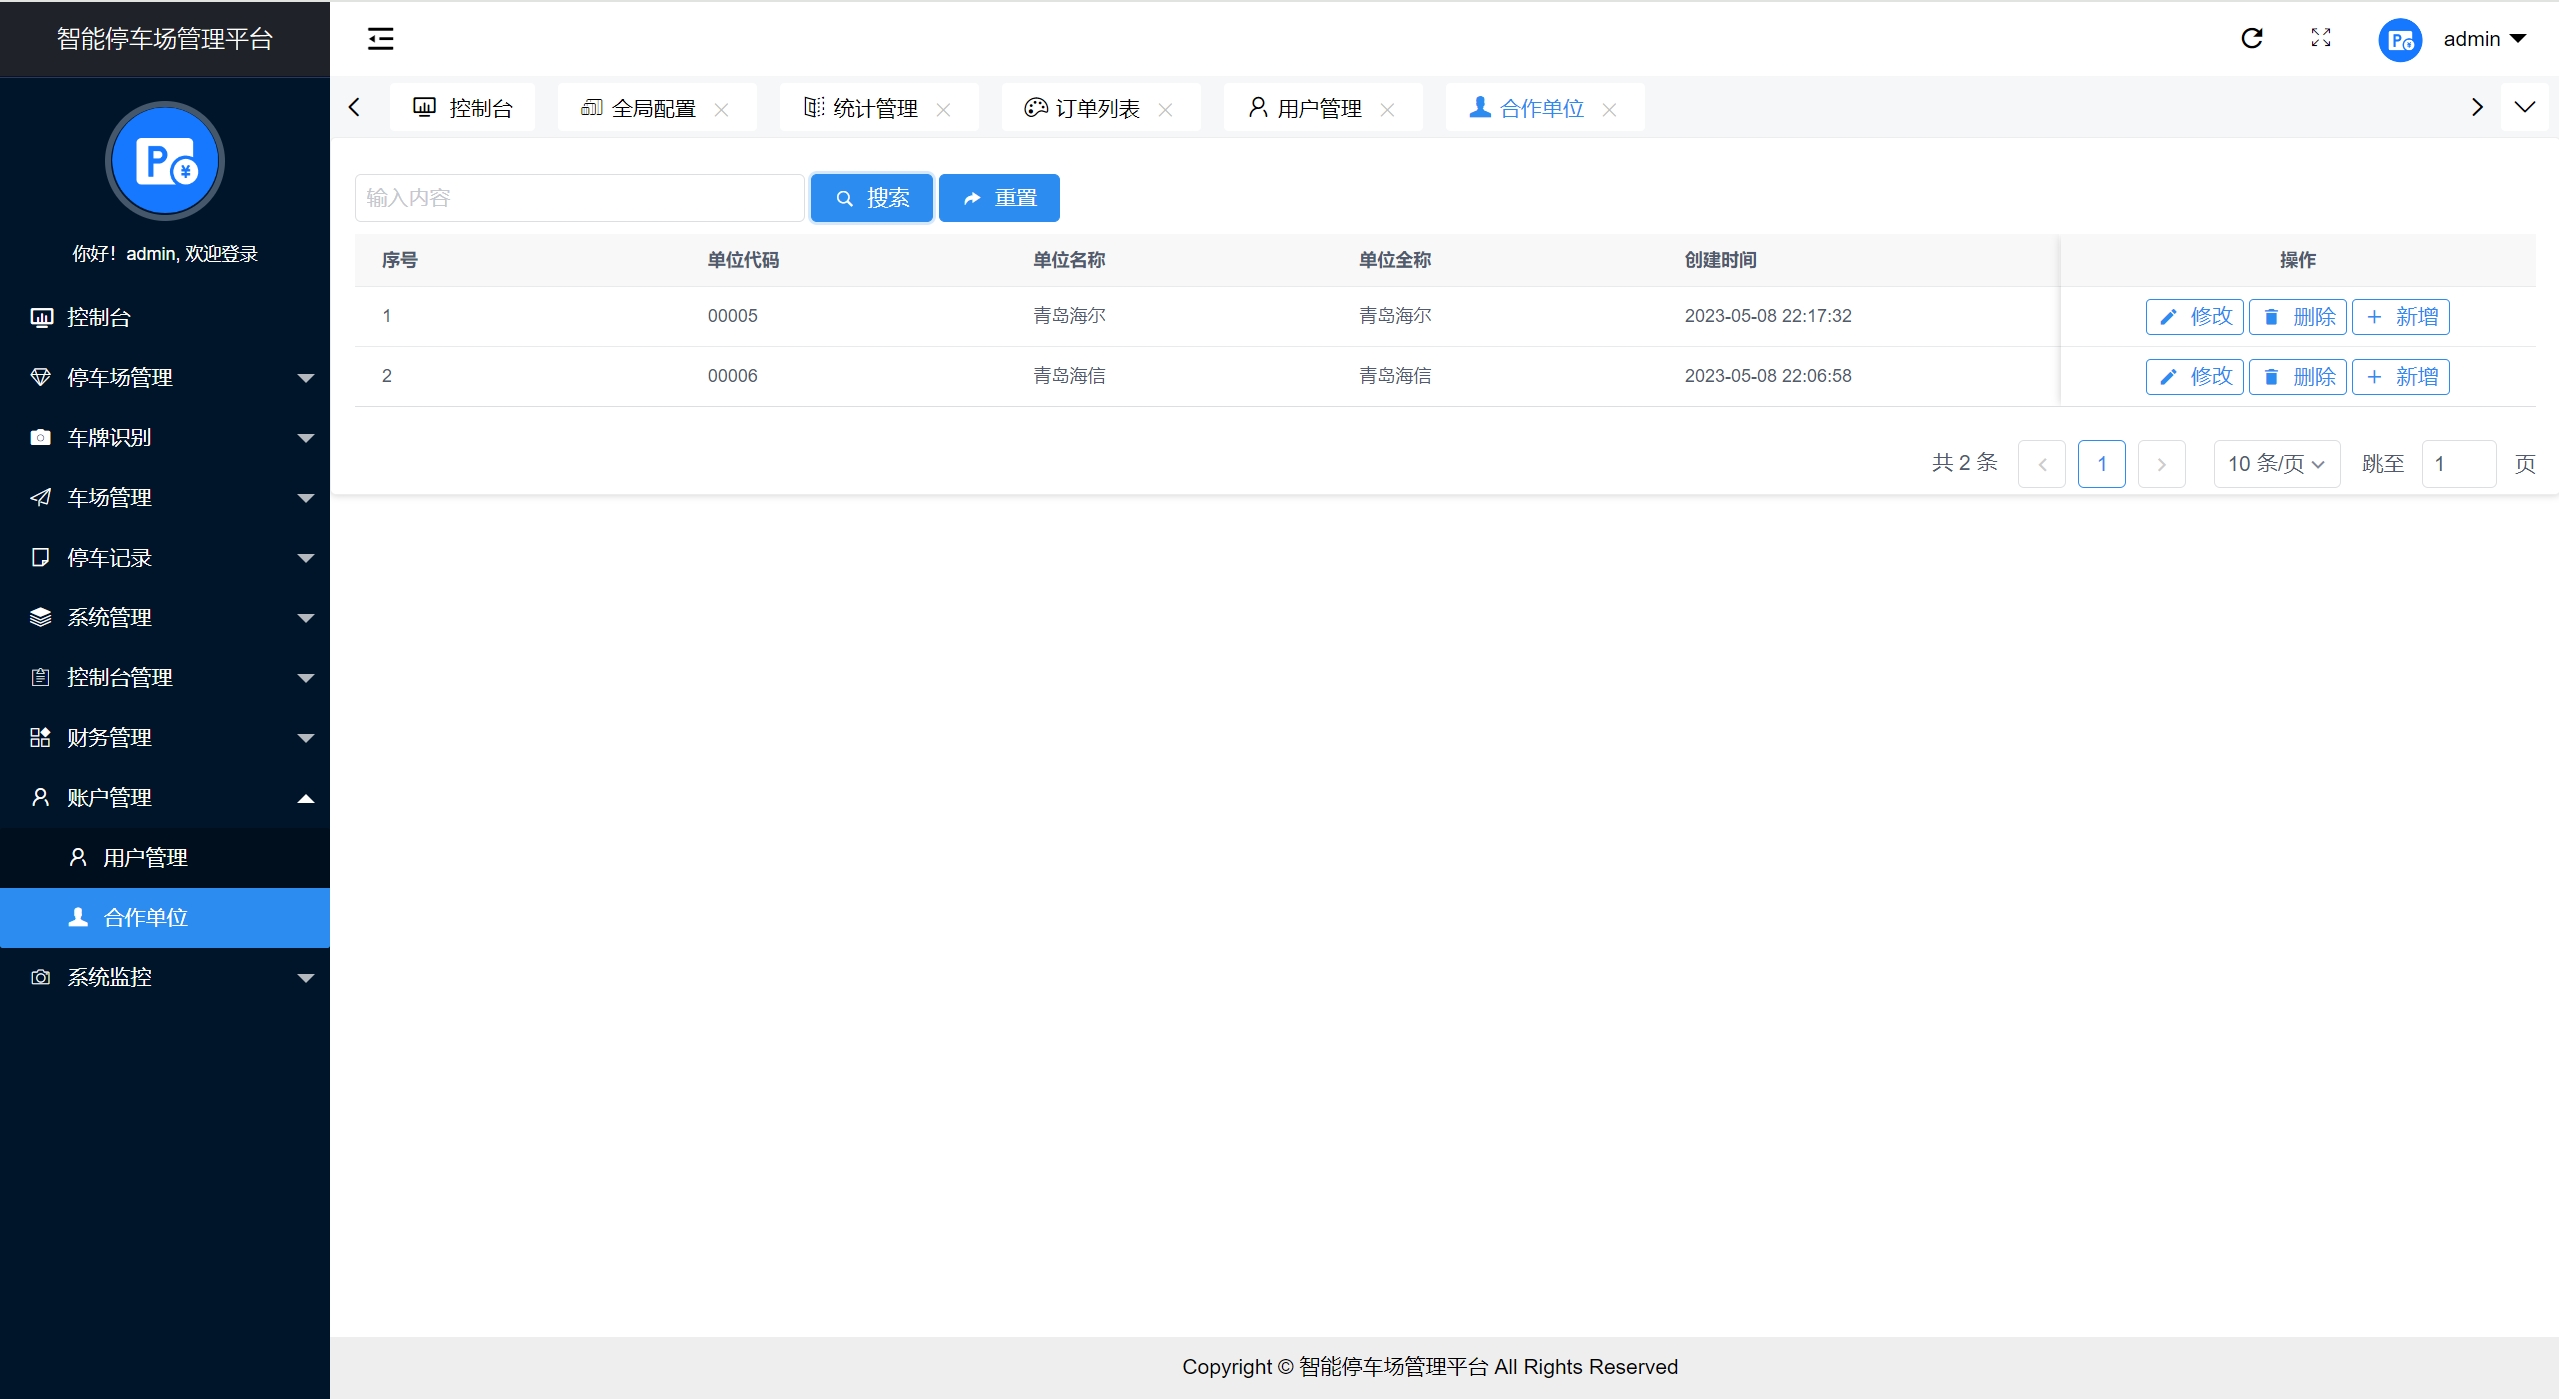 智能停车场管理平台
admin
P¥
你好！admin, 欢迎登录
控制台
停车场管理
车牌识别
车场管理
停车记录
系统管理
控制台管理
财务管理
账户管理
用户管理
合作单位
系统监控
控制台 全局配置 统计管理 订单列表 用户管理 合作单位
输入内容 搜索 重置
序号 单位代码 单位名称 单位全称 创建时间 操作
1 00005 青岛海尔 青岛海尔 2023-05-08 22:17:32 修改 删除 新增
2 00006 青岛海信 青岛海信 2023-05-08 22:06:58 修改 删除 新增
共 2 条 1 10 条/页 跳至 1 页
Copyright © 智能停车场管理平台 All Rights Reserved